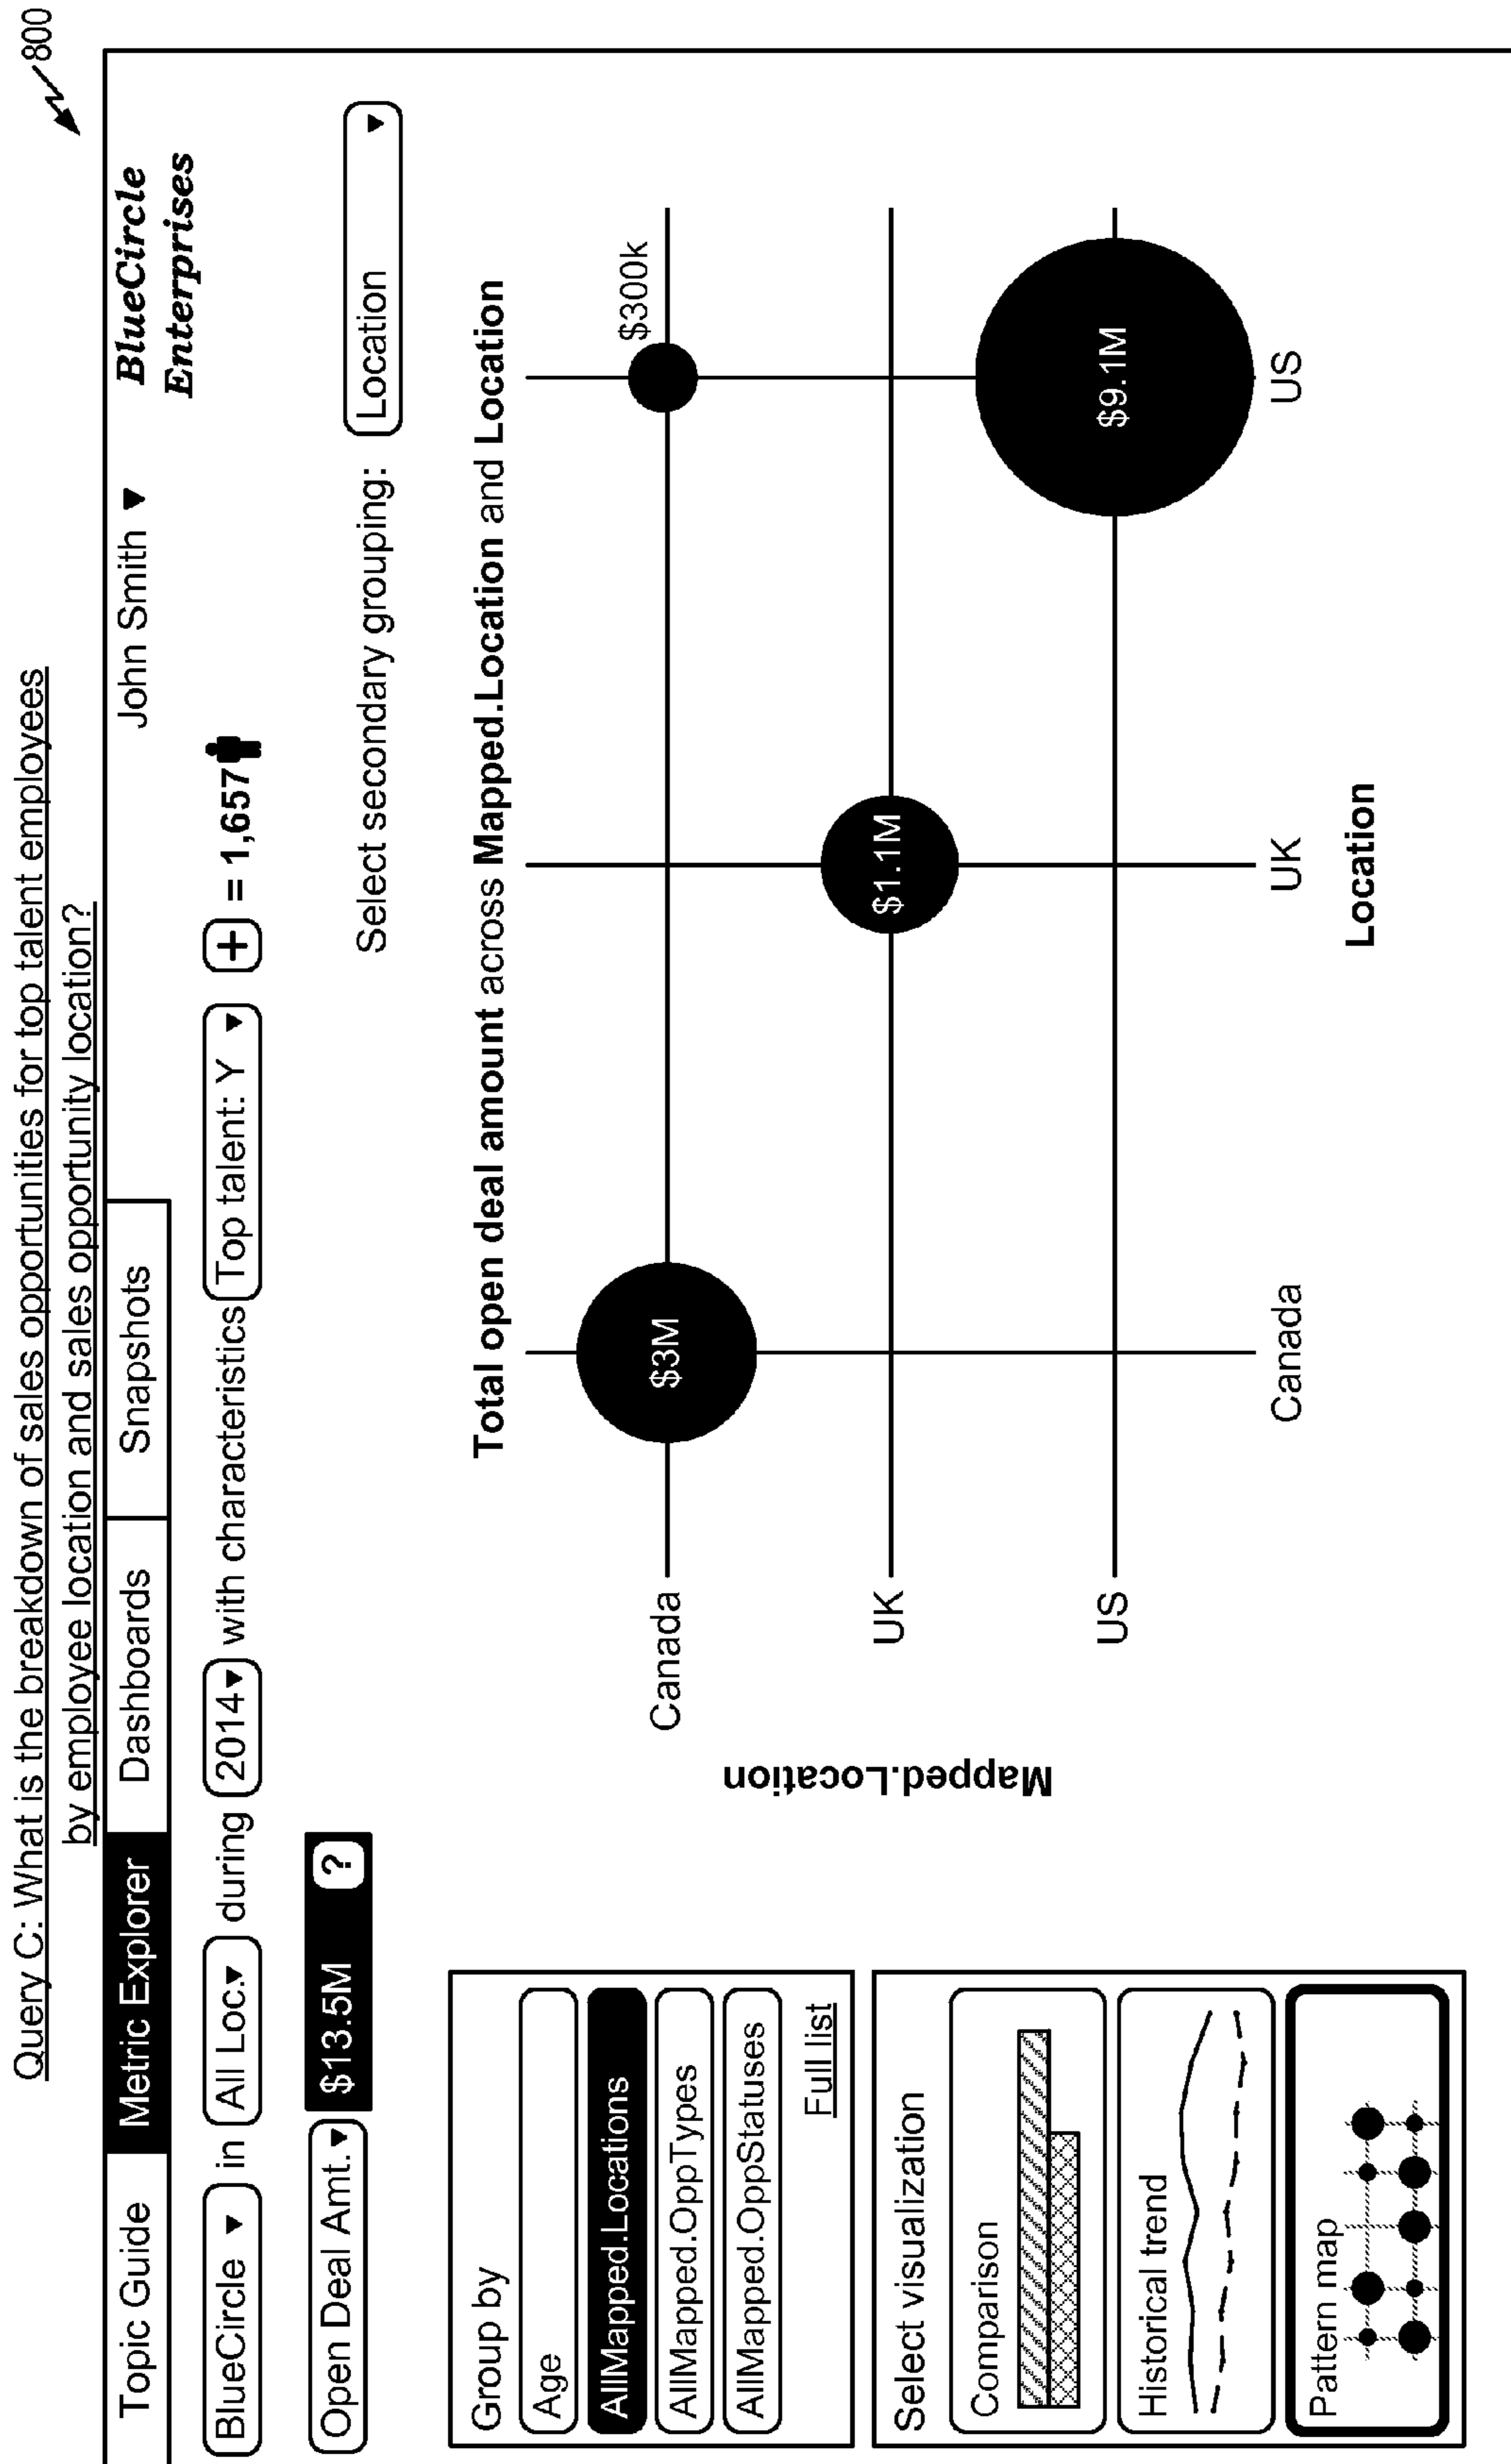 800
Query C: What is the breakdown of sales opportunities for top talent employees
by employee location and sales opportunity location?
Topic Guide Metric Explorer Dashboards Snapshots John Smith ▼ BlueCircle
Enterprises
BlueCircle ▼ in All Loc.▼ during 2014▼ with characteristics Top talent: Y ▼ + = 1,657
Open Deal Amt.▼ $13.5M ?
Select secondary grouping: Location ▼
Group by
Age
AllMapped.Locations
AllMapped.OppTypes
AllMapped.OppStatuses
Full list
Select visualization
Comparison
Historical trend
Pattern map
Total open deal amount across Mapped.Location and Location
Mapped.Location
Canada $3M $300k
UK $1.1M
US $9.1M
Canada UK US
Location